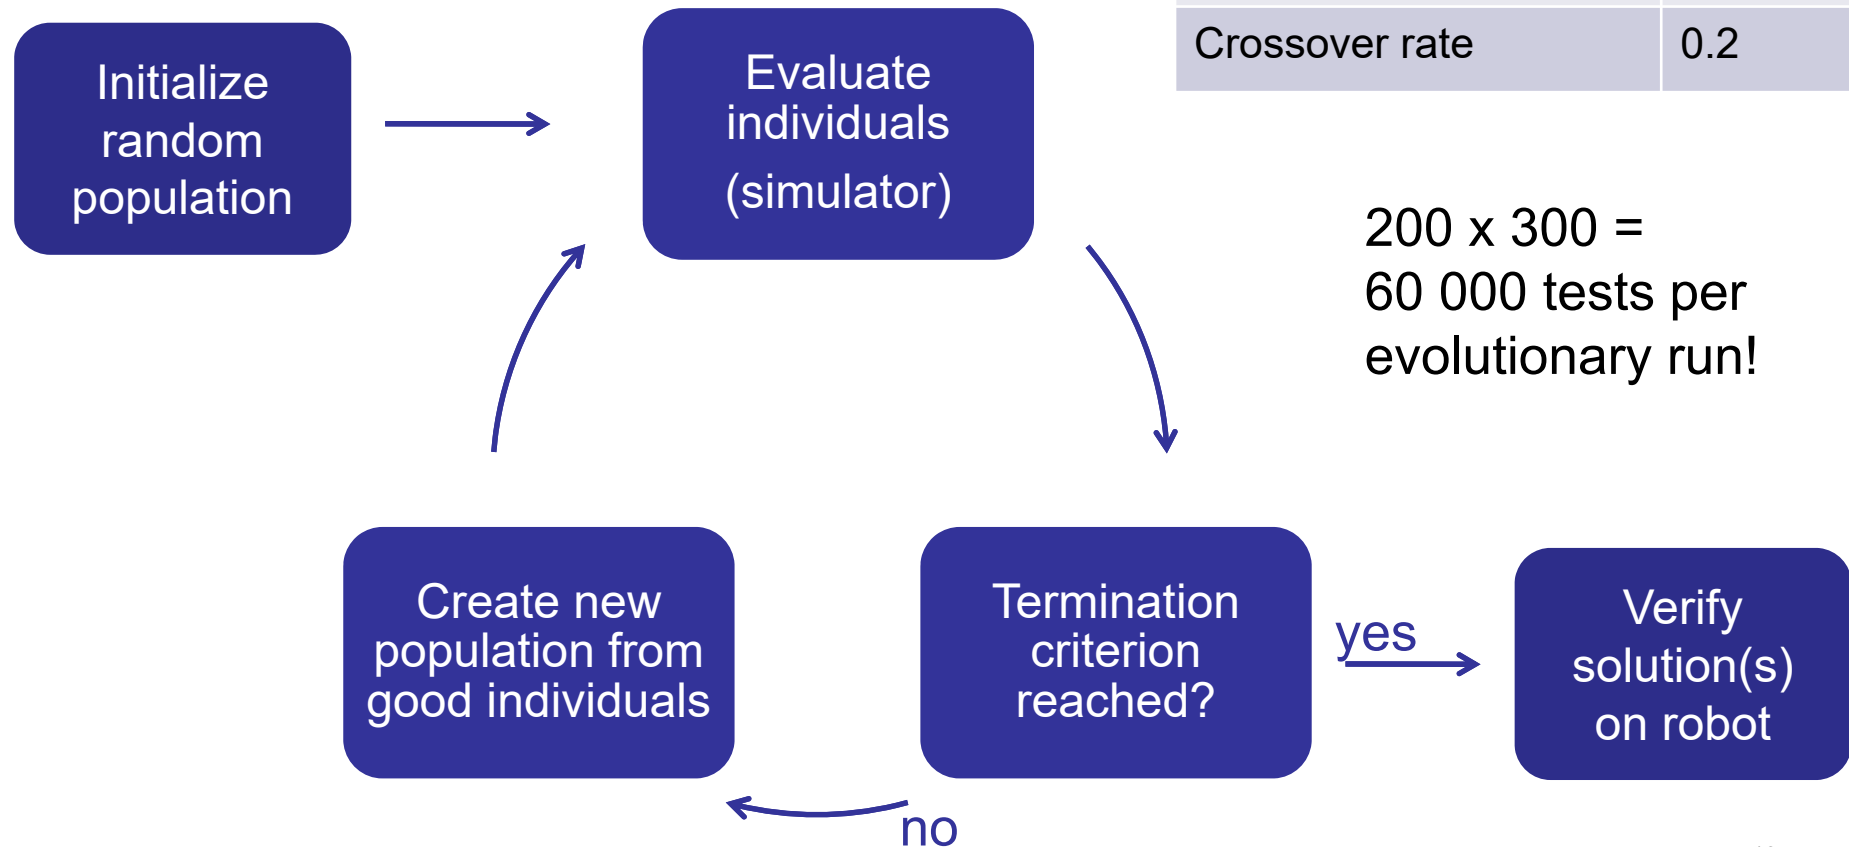 Initialize
random
population
Evaluate
individuals
(simulator)
Crossover rate 0.2
200 x 300 =
60 000 tests per
evolutionary run!
Create new
population from
good individuals
Termination
criterion
reached?
yes
Verify
solution(s)
on robot
no